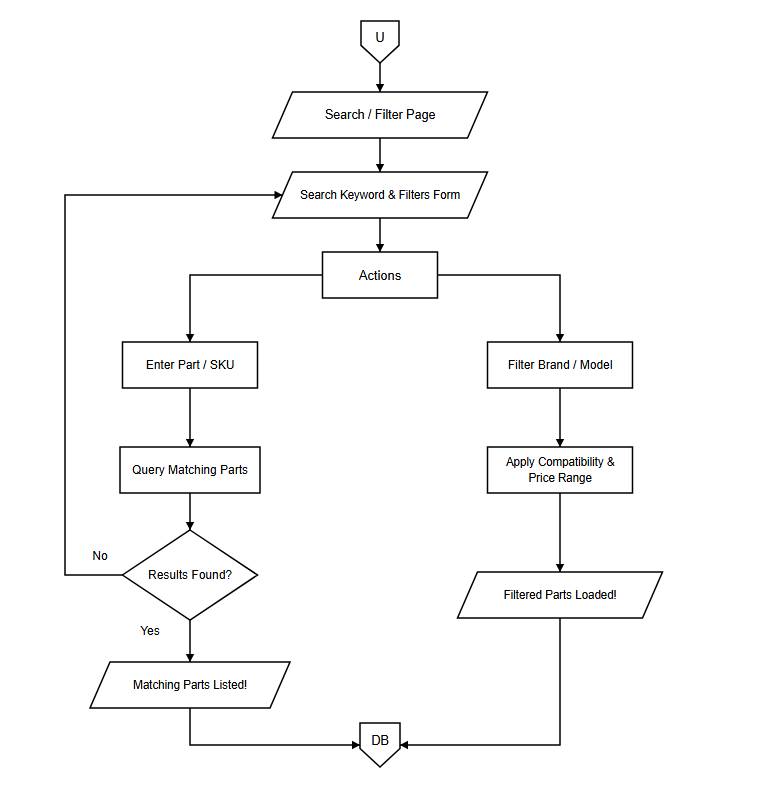 U
Search / Filter Page
Search Keyword & Filters Form
Actions
Enter Part / SKU
Filter Brand / Model
Query Matching Parts
Apply Compatibility &
Price Range
No
Results Found?
Filtered Parts Loaded!
Yes
Matching Parts Listed!
DB